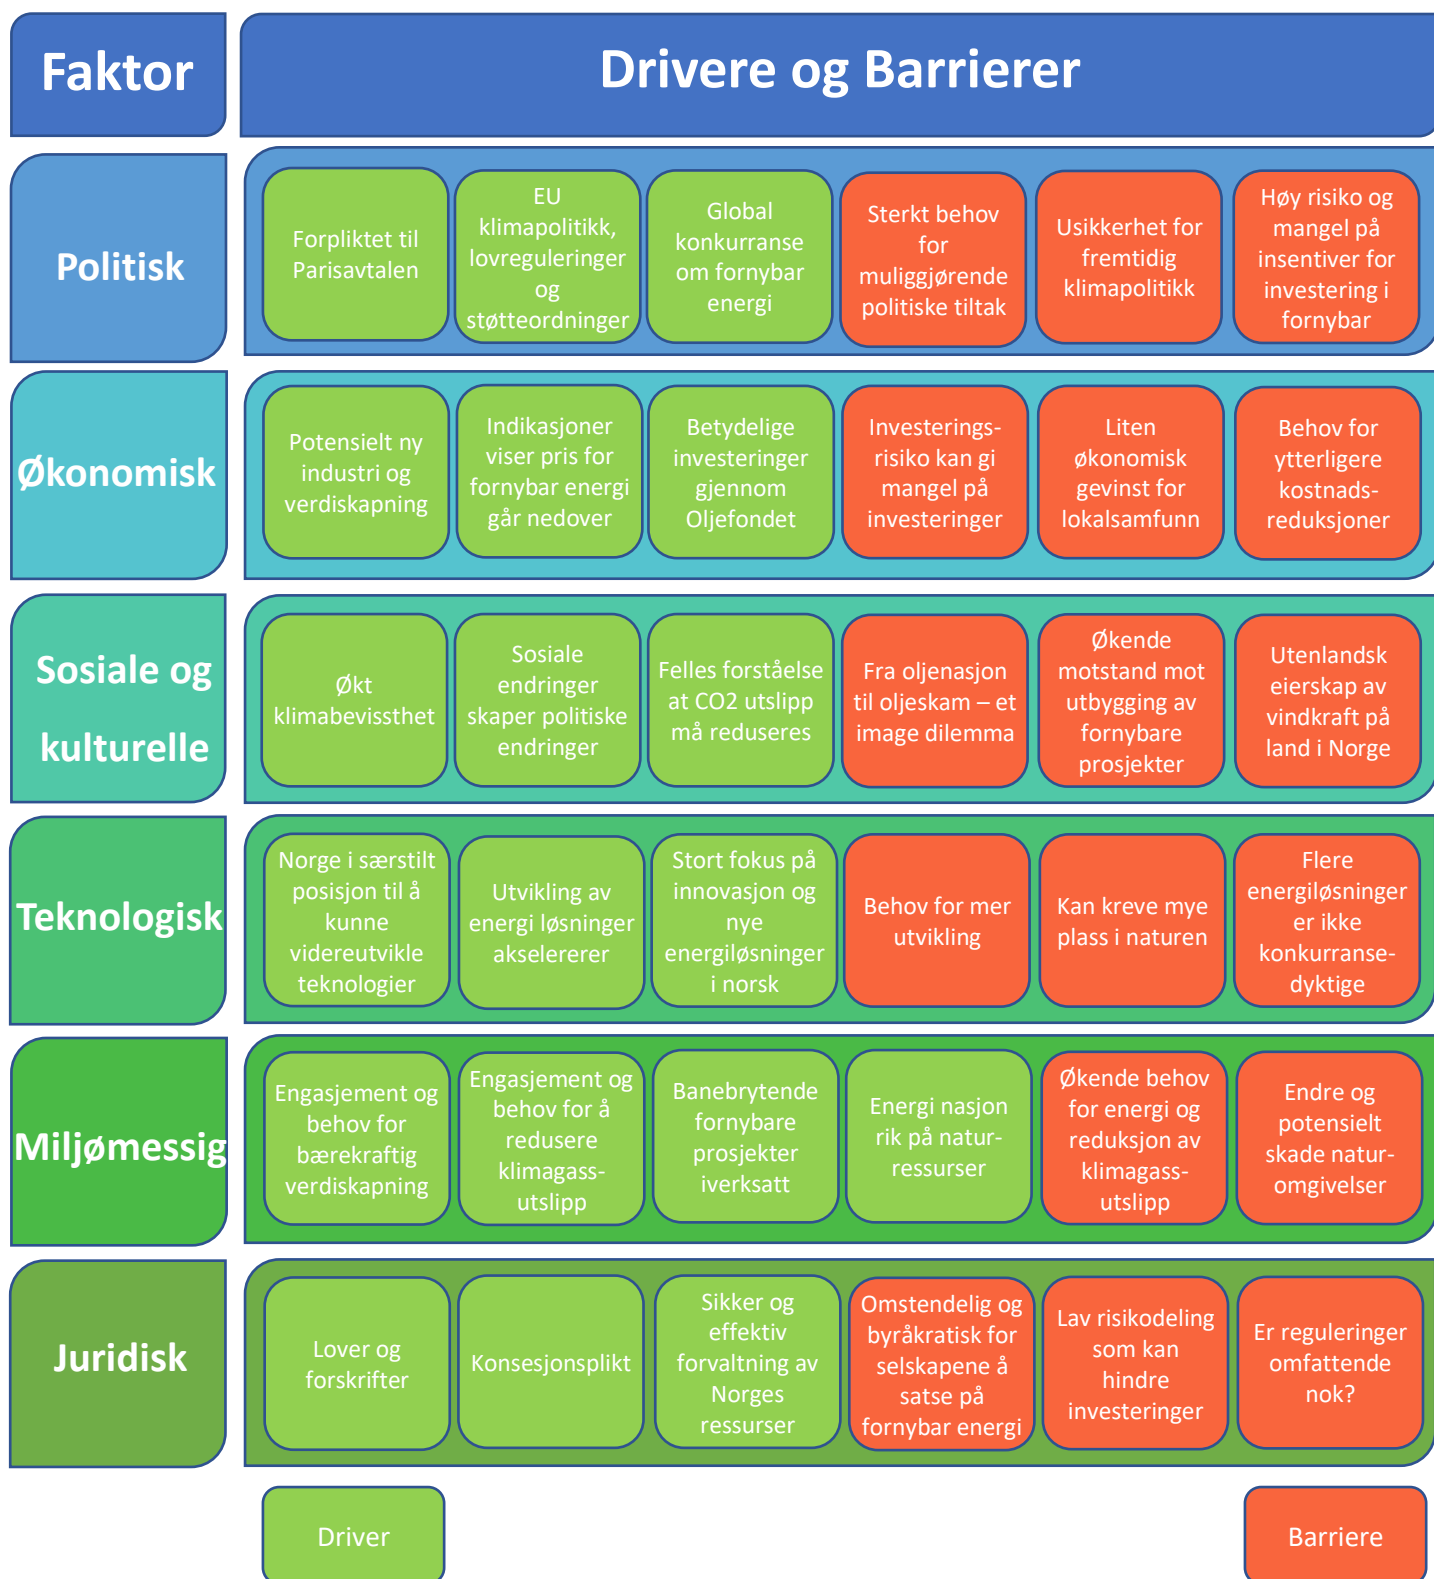 Faktor
Drivere og Barrierer
Politisk
Forpliktet til
Parisavtalen
EU
klimapolitikk,
lovreguleringer
og
støtteordninger
Global
konkurranse
om fornybar
energi
Sterkt behov
for
muliggjørende
politiske tiltak
Usikkerhet for
fremtidig
klimapolitikk
Høy risiko og
mangel på
insentiver for
investering i
fornybar
Økonomisk
Potensielt ny
industri og
verdiskapning
Indikasjoner
viser pris for
fornybar energi
går nedover
Betydelige
investeringer
gjennom
Oljefondet
Investerings-
risiko kan gi
mangel på
investeringer
Liten
økonomisk
gevinst for
lokalsamfunn
Behov for
ytterligere
kostnads-
reduksjoner
Sosiale og
kulturelle
Økt
klimabevissthet
Sosiale
endringer
skaper politiske
endringer
Felles forståelse
at CO2 utslipp
må reduseres
Fra oljenasjon
til oljeskam – et
image dilemma
Økende
motstand mot
utbygging av
fornybare
prosjekter
Utenlandsk
eierskap av
vindkraft på
land i Norge
Teknologisk
Norge i særstilt
posisjon til å
kunne
videreutvikle
teknologier
Utvikling av
energi løsninger
akselererer
Stort fokus på
innovasjon og
nye
energiløsninger
i norsk
Behov for mer
utvikling
Kan kreve mye
plass i naturen
Flere
energiløsninger
er ikke
konkurranse-
dyktige
Miljømessig
Engasjement og
behov for
bærekraftig
verdiskapning
Engasjement og
behov for å
redusere
klimagass-
utslipp
Banebrytende
fornybare
prosjekter
iverksatt
Energi nasjon
rik på natur-
ressurser
Økende behov
for energi og
reduksjon av
klimagass-
utslipp
Endre og
potensielt
skade natur-
omgivelser
Juridisk
Lover og
forskrifter
Konsesjonsplikt
Sikker og
effektiv
forvaltning av
Norges
ressurser
Omstendelig og
byråkratisk for
selskapene å
satse på
fornybar energi
Lav risikodeling
som kan
hindre
investeringer
Er reguleringer
omfattende
nok?
Driver
Barriere